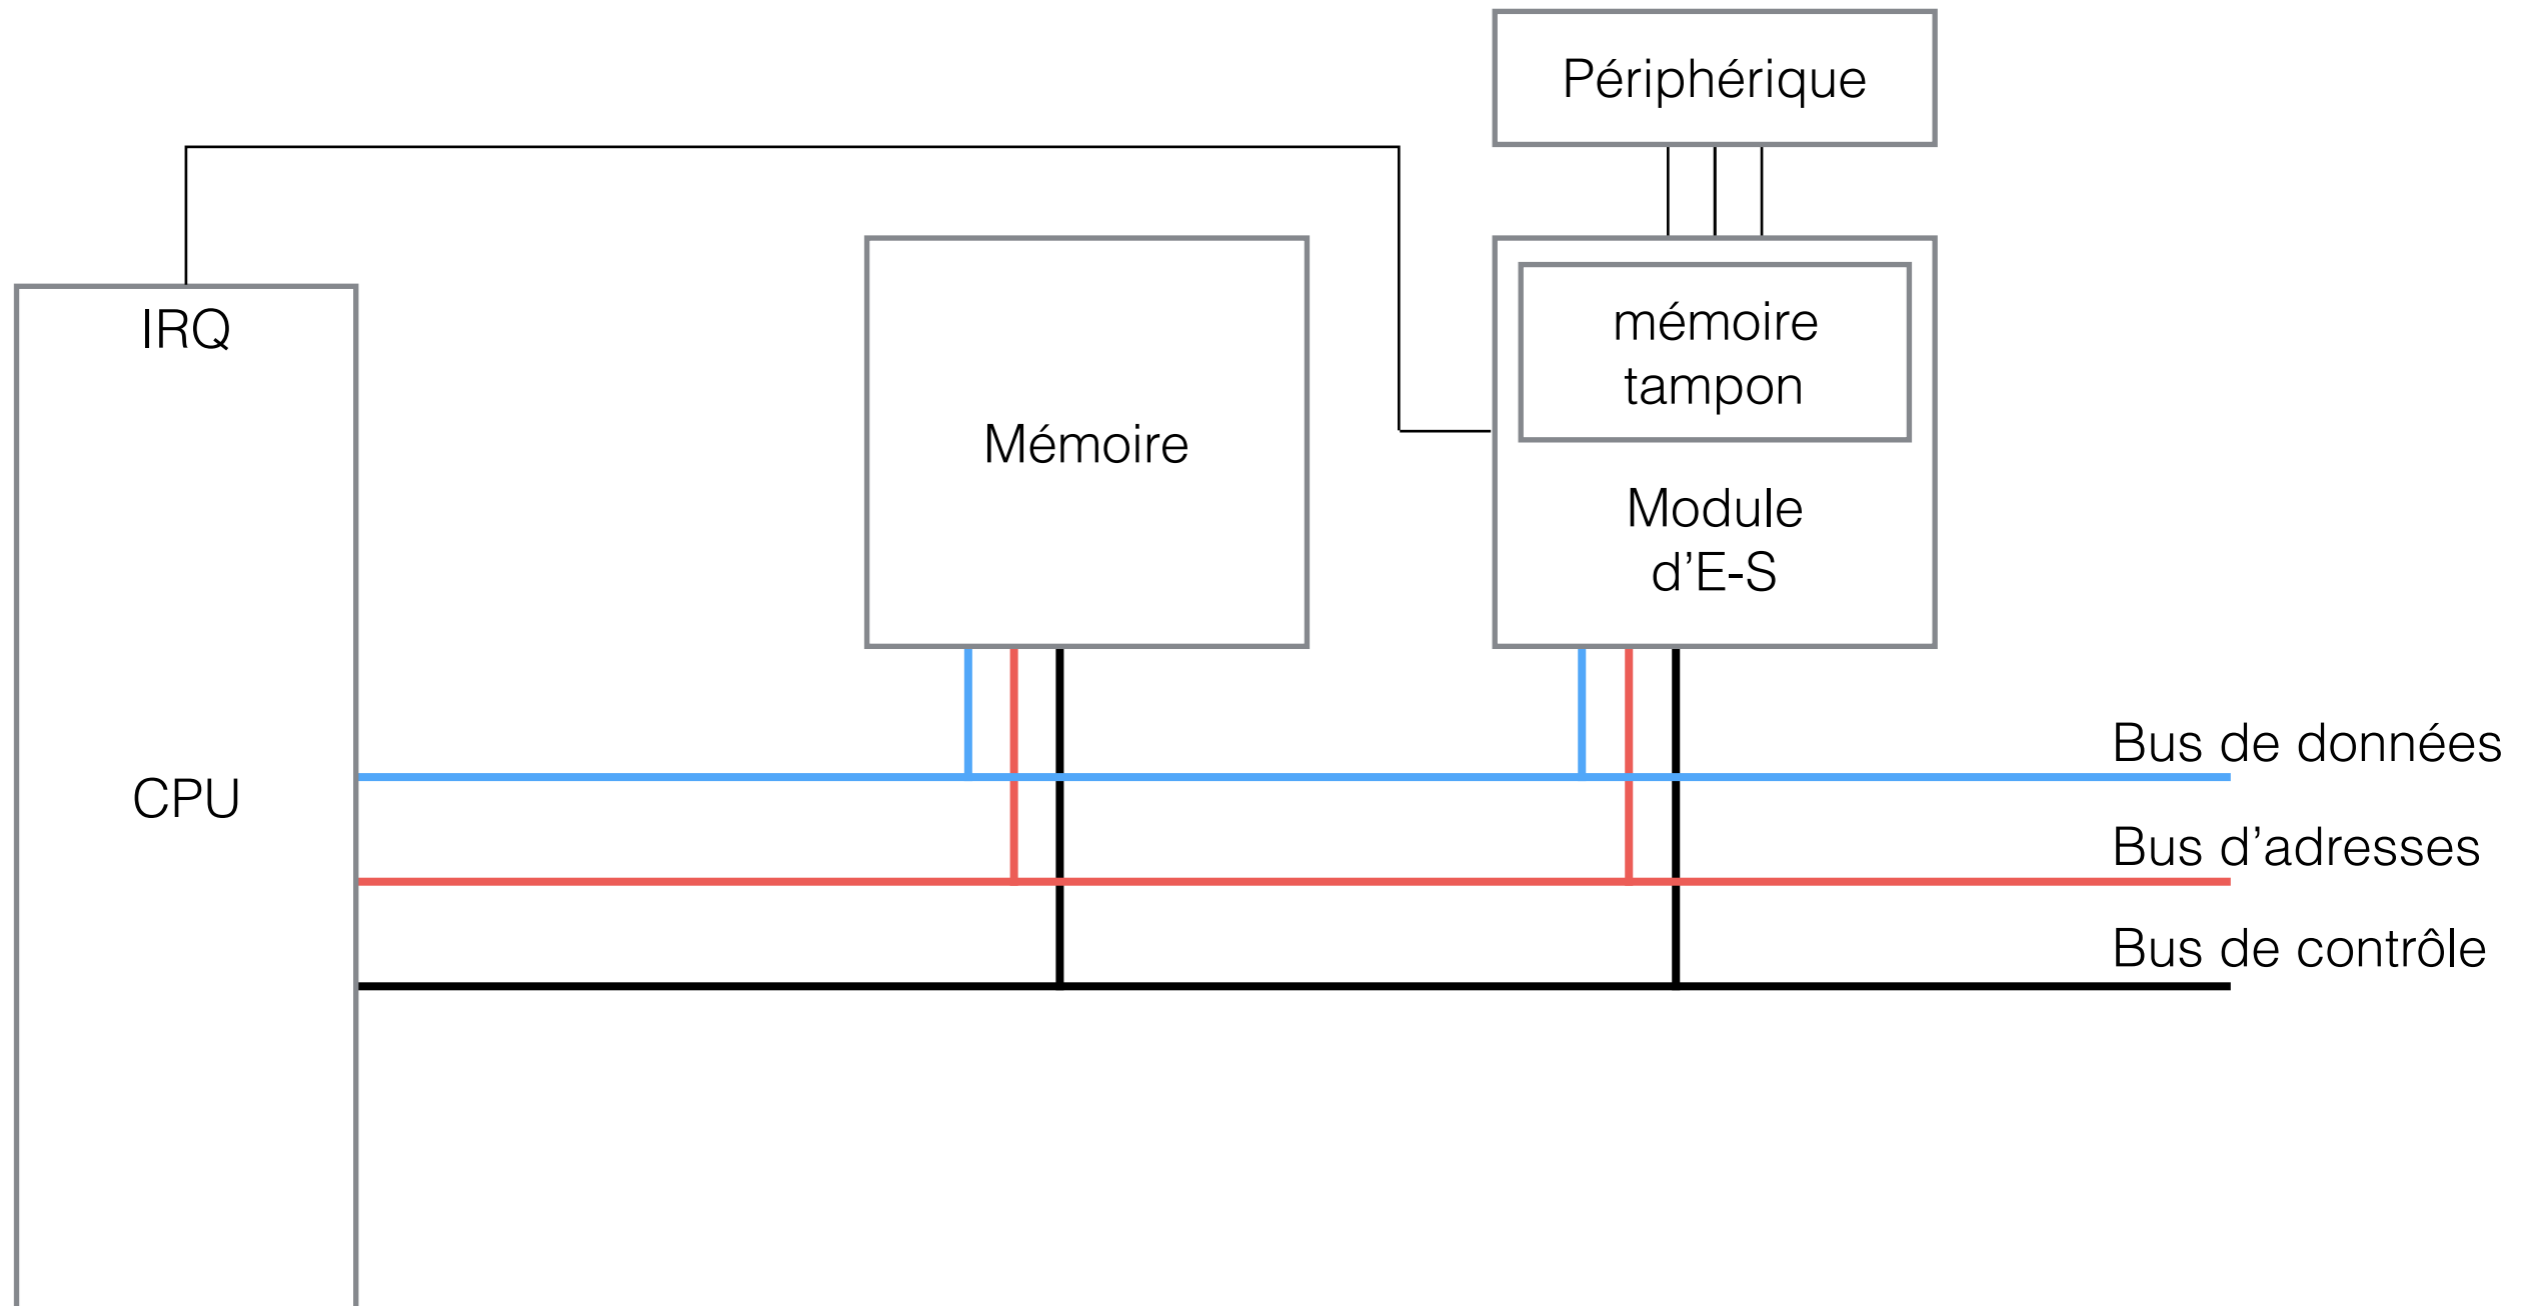 Périphérique
IRQ
mémoire
tampon
Mémoire
Module
d’E-S
CPU
Bus de données
Bus d’adresses
Bus de contrôle